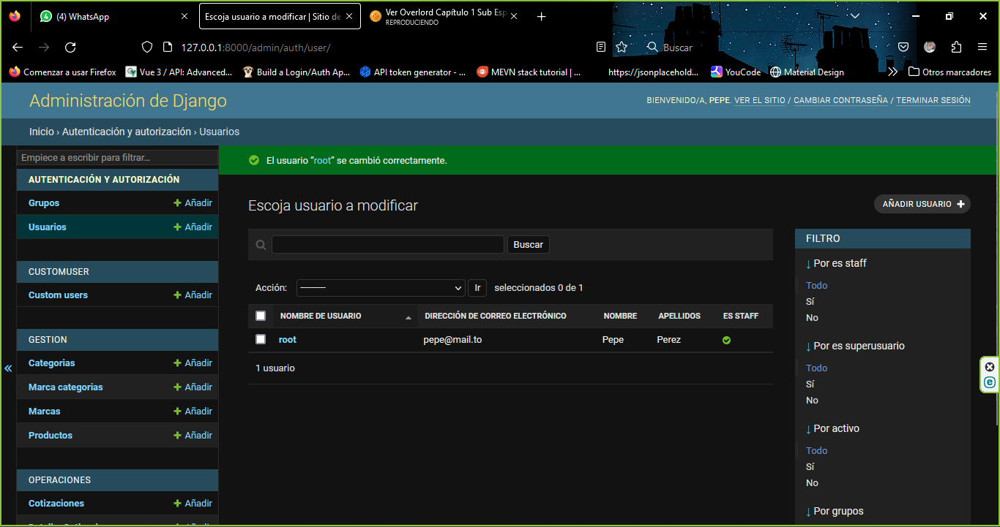 (4) WhatsApp
Escoja usuario a modificar | Sitio de
Ver Overlord Capítulo 1 Sub Esp
REPRODUCIENDO
127.0.0.1:8000/admin/auth/user/
Buscar
Comenzar a usar Firefox
Vue 3 / API: Advanced...
Build a Login/Auth Ap...
API token generator - ...
MEVN stack tutorial | ...
https://jsonplacehold...
YouCode
Material Design
Otros marcadores
Administración de Django
BIENVENIDO/A, PEPE. VER EL SITIO / CAMBIAR CONTRASEÑA / TERMINAR SESIÓN
Inicio › Autenticación y autorización › Usuarios
Empiece a escribir para filtrar...
AUTENTICACIÓN Y AUTORIZACIÓN
Grupos
Añadir
Usuarios
Añadir
CUSTOMUSER
Custom users
Añadir
GESTION
Categorias
Añadir
Marca categorias
Añadir
Marcas
Añadir
Productos
Añadir
OPERACIONES
Cotizaciones
Añadir
El usuario “root” se cambió correctamente.
Escoja usuario a modificar
AÑADIR USUARIO
Buscar
Acción:
---------
Ir
seleccionados 0 de 1
NOMBRE DE USUARIO
DIRECCIÓN DE CORREO ELECTRÓNICO
NOMBRE
APELLIDOS
ES STAFF
root
pepe@mail.to
Pepe
Perez
1 usuario
FILTRO
↓ Por es staff
Todo
Sí
No
↓ Por es superusuario
Todo
Sí
No
↓ Por activo
Todo
Sí
No
↓ Por grupos